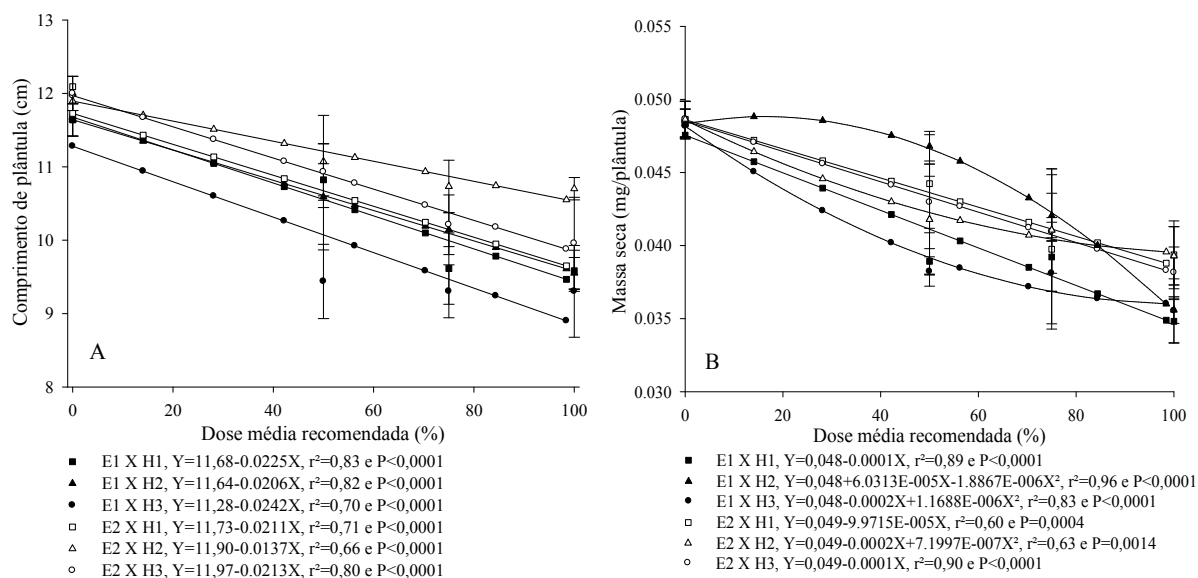 13
12
11
10
9
8
Comprimento de plântula (cm)
A
0
20
40
60
80
100
Dose média recomendada (%)
E1 X H1, Y=11,68-0.0225X, r²=0,83 e P<0,0001
E1 X H2, Y=11,64-0.0206X, r²=0,82 e P<0,0001
E1 X H3, Y=11,28-0.0242X, r²=0,70 e P<0,0001
E2 X H1, Y=11,73-0.0211X, r²=0,71 e P<0,0001
E2 X H2, Y=11,90-0.0137X, r²=0,66 e P<0,0001
E2 X H3, Y=11,97-0.0213X, r²=0,80 e P<0,0001
0.055
0.050
0.045
0.040
0.035
0.030
Massa seca (mg/plântula)
B
0
20
40
60
80
100
Dose média recomendada (%)
E1 X H1, Y=0,048-0.0001X, r²=0,89 e P<0,0001
E1 X H2, Y=0,048+6.0313E-005X-1.8867E-006X², r²=0,96 e P<0,0001
E1 X H3, Y=0,048-0.0002X+1.1688E-006X², r²=0,83 e P<0,0001
E2 X H1, Y=0,049-9.9715E-005X, r²=0,60 e P=0,0004
E2 X H2, Y=0,049-0.0002X+7.1997E-007X², r²=0,63 e P=0,0014
E2 X H3, Y=0,049-0.0001X, r²=0,90 e P<0,0001